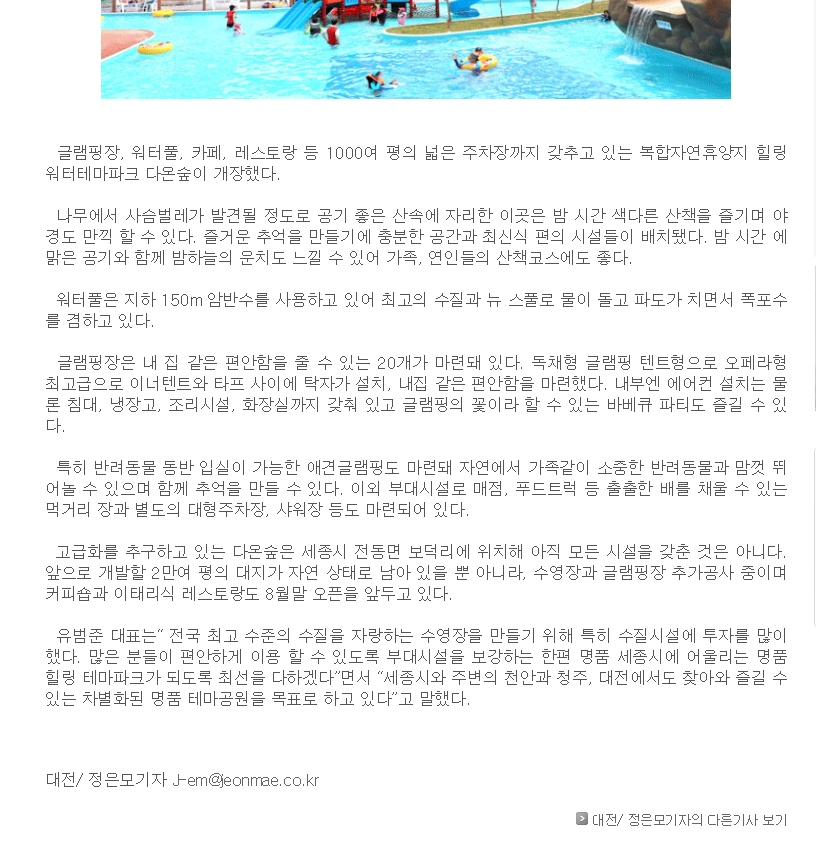 글램핑장, 워터풀, 카페, 레스토랑 등 1000여 평의 넓은 주차장까지 갖추고 있는 복합자연휴양지 힐링
워터테마파크 다온숲이 개장했다.
나무에서 사슴벌레가 발견될 정도로 공기 좋은 산속에 자리한 이곳은 밤 시간 색다른 산책을 즐기며 야
경도 만끽 할 수 있다. 즐거운 추억을 만들기에 충분한 공간과 최신식 편의 시설들이 배치됐다. 밤 시간 에
맑은 공기와 함께 밤하늘의 운치도 느낄 수 있어 가족, 연인들의 산책코스에도 좋다.
워터풀은 지하 150m 암반수를 사용하고 있어 최고의 수질과 뉴 스풀로 물이 돌고 파도가 치면서 폭포수
를 겸하고 있다.
글램핑장은 내 집 같은 편안함을 줄 수 있는 20개가 마련돼 있다. 독채형 글램핑 텐트형으로 오페라형
최고급으로 이너텐트와 타프 사이에 탁자가 설치, 내집 같은 편안함을 마련했다. 내부엔 에어컨 설치는 물
론 침대, 냉장고, 조리시설, 화장실까지 갖춰 있고 글램핑의 꽃이라 할 수 있는 바베큐 파티도 즐길 수 있
다.
특히 반려동물 동반 입실이 가능한 애견글램핑도 마련돼 자연에서 가족같이 소중한 반려동물과 맘껏 뛰
어놀 수 있으며 함께 추억을 만들 수 있다. 이외 부대시설로 매점, 푸드트럭 등 출출한 배를 채울 수 있는
먹거리 장과 별도의 대형주차장, 샤워장 등도 마련되어 있다.
고급화를 추구하고 있는 다온숲은 세종시 전동면 보덕리에 위치해 아직 모든 시설을 갖춘 것은 아니다.
앞으로 개발할 2만여 평의 대지가 자연 상태로 남아 있을 뿐 아니라, 수영장과 글램핑장 추가공사 중이며
커피숍과 이태리식 레스토랑도 8월말 오픈을 앞두고 있다.
유범준 대표는“ 전국 최고 수준의 수질을 자랑하는 수영장을 만들기 위해 특히 수질시설에 투자를 많이
했다. 많은 분들이 편안하게 이용 할 수 있도록 부대시설을 보강하는 한편 명품 세종시에 어울리는 명품
힐링 테마파크가 되도록 최선을 다하겠다”면서 “세종시와 주변의 천안과 청주, 대전에서도 찾아와 즐길 수
있는 차별화된 명품 테마공원을 목표로 하고 있다”고 말했다.
대전/ 정은모기자 J-em@jeonmae.co.kr
대전/ 정은모기자의 다른기사 보기